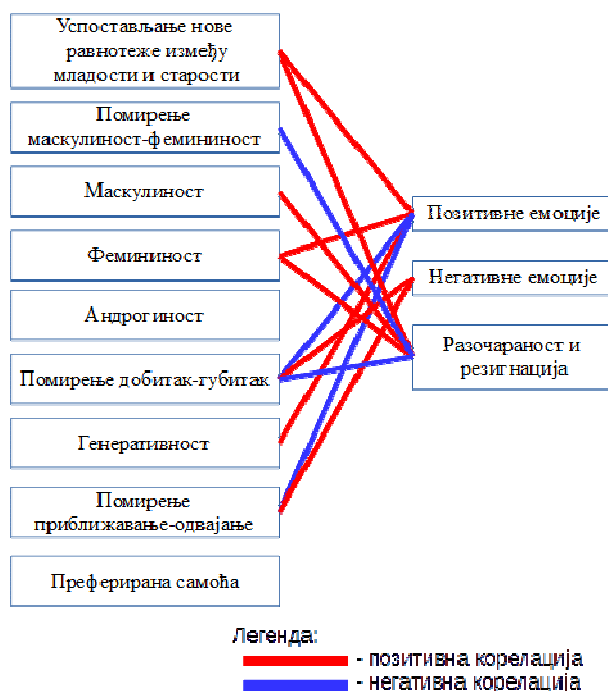 Успостављање нове
равнотеже између
младости и старости
Помирење
маскулиност-фемининост
Маскулиност
Фемининост
Андрогиност
Помирење добитак-губитак
Генеративност
Помирење
приближавање-одвајање
Преферирана самоћа
Позитивне емоције
Негативне емоције
Разочараност и
резигнација
Легенда:
- позитивна корелација
- негативна корелација